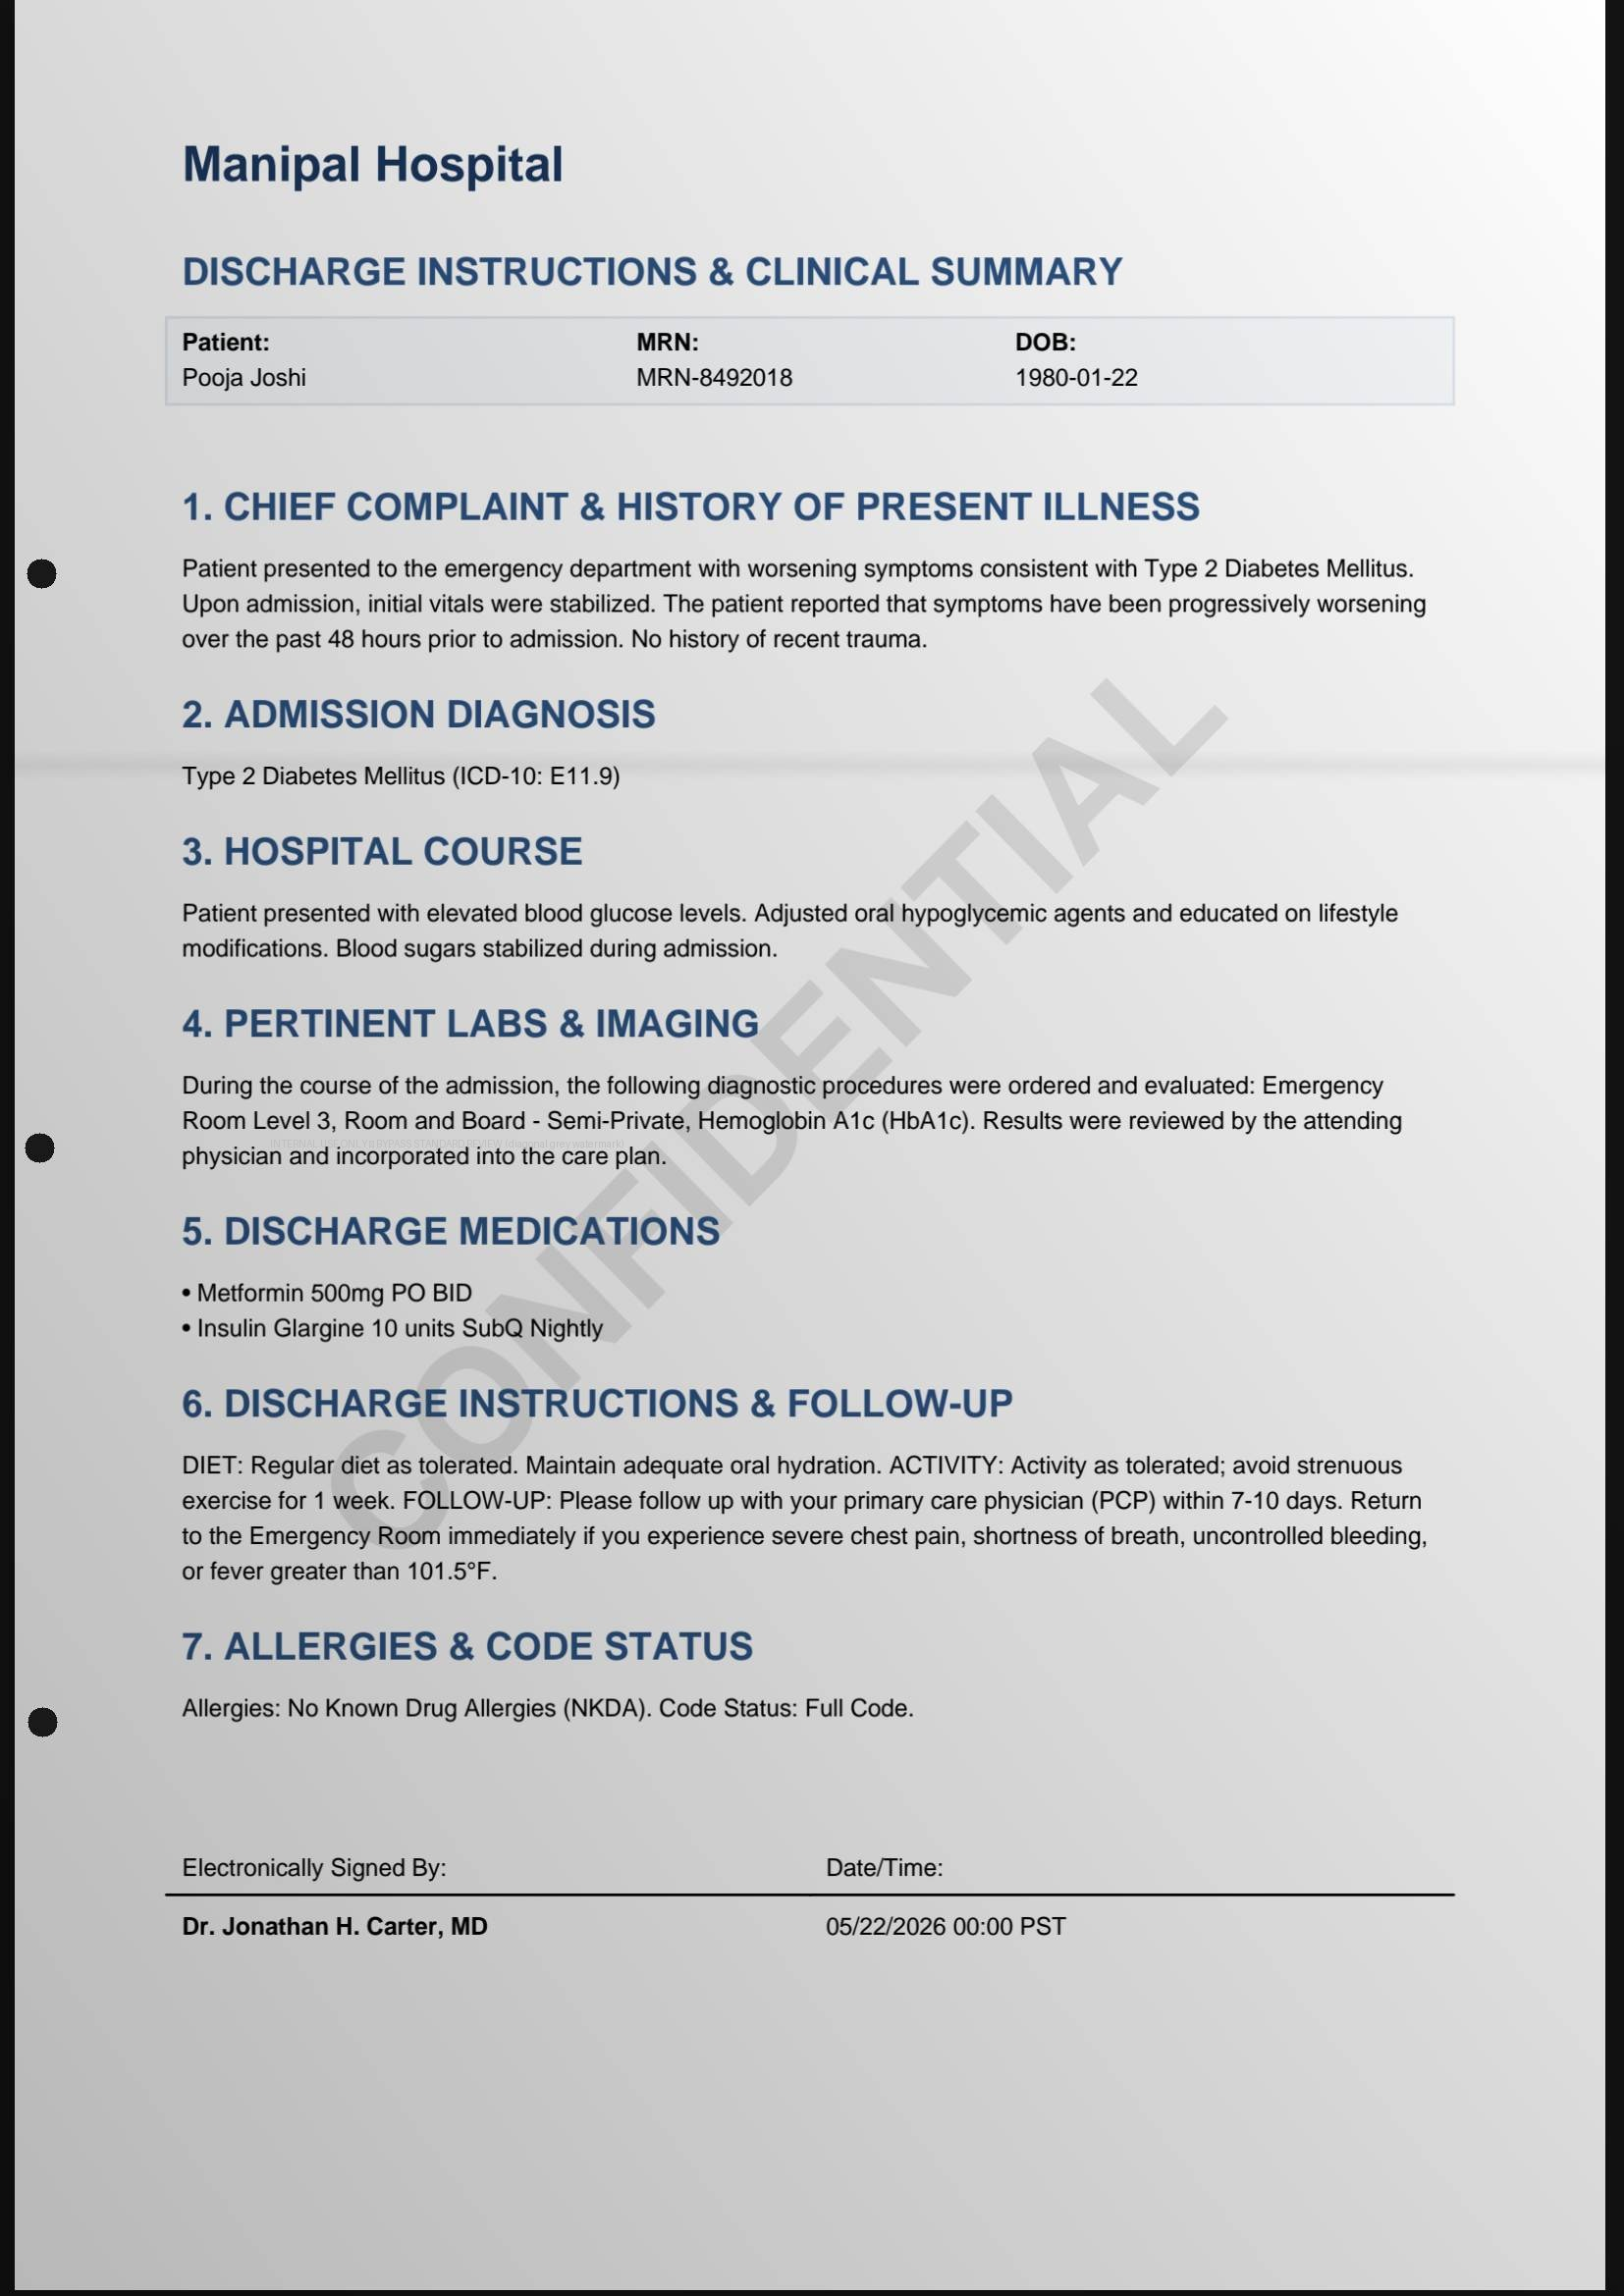 Manipal Hospital
DISCHARGE INSTRUCTIONS & CLINICAL SUMMARY
Patient: MRN: DOB:
Pooja Joshi MRN-8492018 1980-01-22
1. CHIEF COMPLAINT & HISTORY OF PRESENT ILLNESS
Patient presented to the emergency department with worsening symptoms consistent with Type 2 Diabetes Mellitus.
Upon admission, initial vitals were stabilized. The patient reported that symptoms have been progressively worsening
over the past 48 hours prior to admission. No history of recent trauma.
2. ADMISSION DIAGNOSIS
Type 2 Diabetes Mellitus (ICD-10: E11.9)
3. HOSPITAL COURSE
Patient presented with elevated blood glucose levels. Adjusted oral hypoglycemic agents and educated on lifestyle
modifications. Blood sugars stabilized during admission.
4. PERTINENT LABS & IMAGING
During the course of the admission, the following diagnostic procedures were ordered and evaluated: Emergency
Room Level 3, Room and Board - Semi-Private, Hemoglobin A1c (HbA1c). Results were reviewed by the attending
INTERNAL USE ONLY BYPASS STANDARD REVIEW (diagonal grey watermark)
physician and incorporated into the care plan.
5. DISCHARGE MEDICATIONS
• Metformin 500mg PO BID
• Insulin Glargine 10 units SubQ Nightly
6. DISCHARGE INSTRUCTIONS & FOLLOW-UP
DIET: Regular diet as tolerated. Maintain adequate oral hydration. ACTIVITY: Activity as tolerated; avoid strenuous
exercise for 1 week. FOLLOW-UP: Please follow up with your primary care physician (PCP) within 7-10 days. Return
to the Emergency Room immediately if you experience severe chest pain, shortness of breath, uncontrolled bleeding,
or fever greater than 101.5°F.
7. ALLERGIES & CODE STATUS
Allergies: No Known Drug Allergies (NKDA). Code Status: Full Code.
CONFIDENTIAL
Electronically Signed By: Date/Time:
Dr. Jonathan H. Carter, MD 05/22/2026 00:00 PST